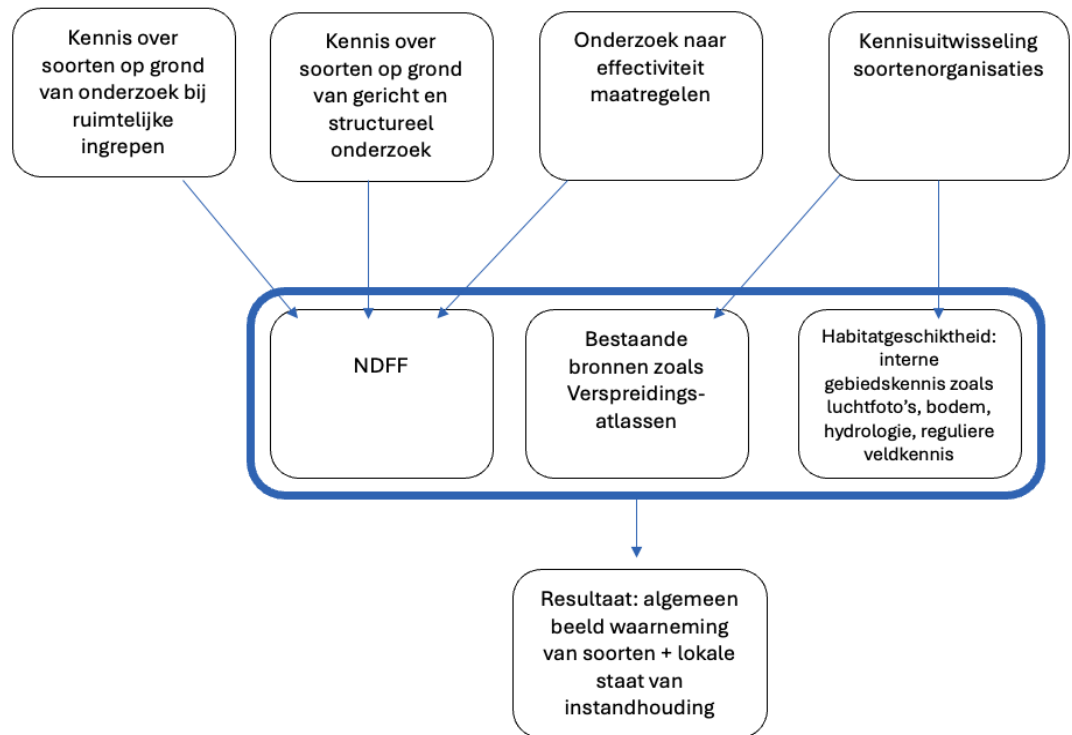 Kennis over
soorten op grond
van onderzoek bij
ruimtelijke
ingrepen
Kennis over
soorten op grond
van gericht en
structureel
onderzoek
Onderzoek naar
effectiviteit
maatregelen
Kennisuitwisseling
soortenorganisaties
NDFF
Bestaande
bronnen zoals
Verspreidings-
atlassen
Habitatgeschiktheid:
interne
gebiedskennis zoals
luchtfoto's, bodem,
hydrologie, reguliere
veldkennis
Resultaat: algemeen
beeld waarneming
van soorten + lokale
staat van
instandhouding